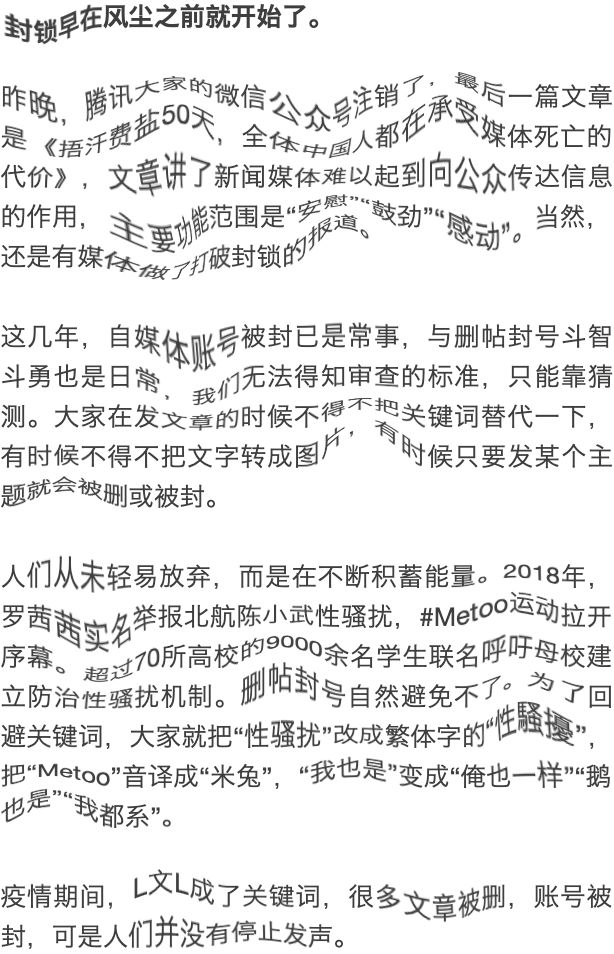 封锁早在风尘之前就开始了。
昨晚，腾讯大家的微信公众号注销了，最后一篇文章
是《捂汗费盐50天，全体中国人都在承受媒体死亡的
代价》，文章讲了新闻媒体难以起到向公众传达信息
的作用，主要功能范围是“安慰”“鼓劲”“感动”。当然，
还是有媒体做了打破封锁的报道。
这几年，自媒体账号被封已是常事，与删帖封号斗智
斗勇也是日常，我们无法得知审查的标准，只能靠猜
测。大家在发文章的时候不得不把关键词替代一下，
有时候不得不把文字转成图片，有时候只要发某个主
题就会被删或被封。
人们从未轻易放弃，而是在不断积蓄能量。2018年，
罗茜茜实名举报北航陈小武性骚扰，#Metoo运动拉开
序幕。超过70所高校的9000余名学生联名呼吁母校建
立防治性骚扰机制。删帖封号自然避免不了。为了回
避关键词，大家就把“性骚扰”改成繁体字的“性騷擾”，
把“Metoo”音译成“米兔”，“我也是”变成“俺也一样”“鹅
也是”“我都系”。
疫情期间，L文L成了关键词，很多文章被删，账号被
封，可是人们并没有停止发声。